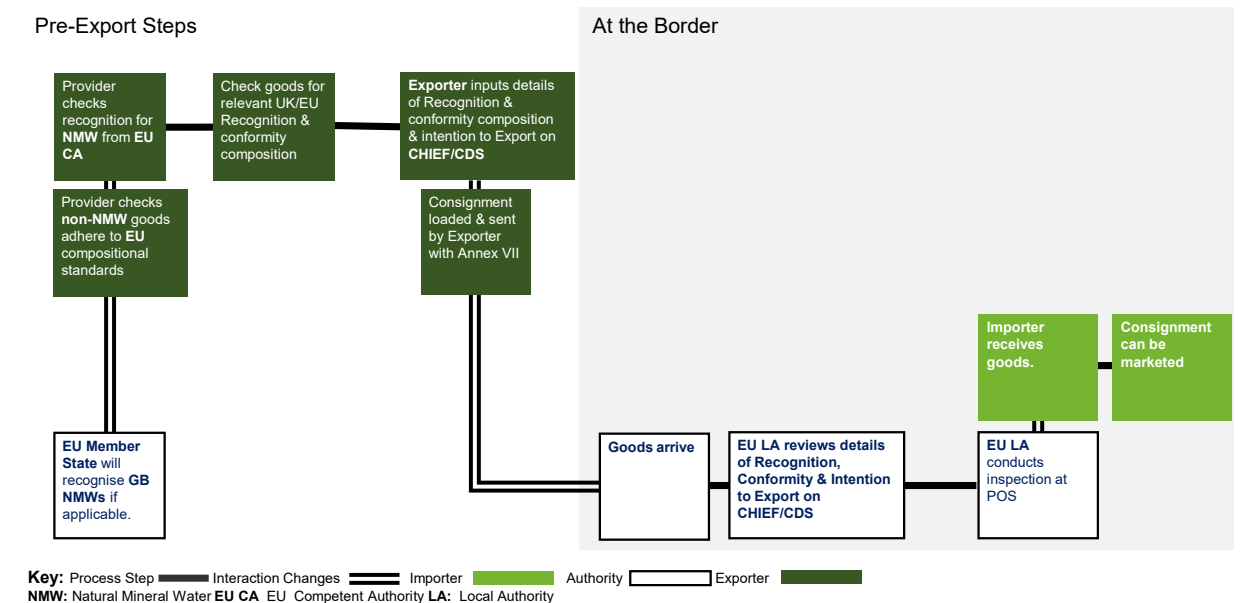 Pre-Export Steps
At the Border
Provider
checks
recognition for
NMW from EU
CA
Check goods for
relevant UK/EU
Recognition &
conformity
composition
Exporter inputs details
of Recognition &
conformity composition
& intention to Export on
CHIEF/CDS
Provider checks
non-NMW goods
adhere to EU
compositional
standards
Consignment
loaded & sent
by Exporter
with Annex VII
Importer
receives
goods.
Consignment
can be
marketed
EU Member
State will
recognise GB
NMWs if
applicable.
Goods arrive
EU LA reviews details
of Recognition,
Conformity & Intention
to Export on
CHIEF/CDS
EU LA
conducts
inspection at
POS
Key: Process Step Interaction Changes Importer Authority Exporter
NMW: Natural Mineral Water EU CA EU Competent Authority LA: Local Authority